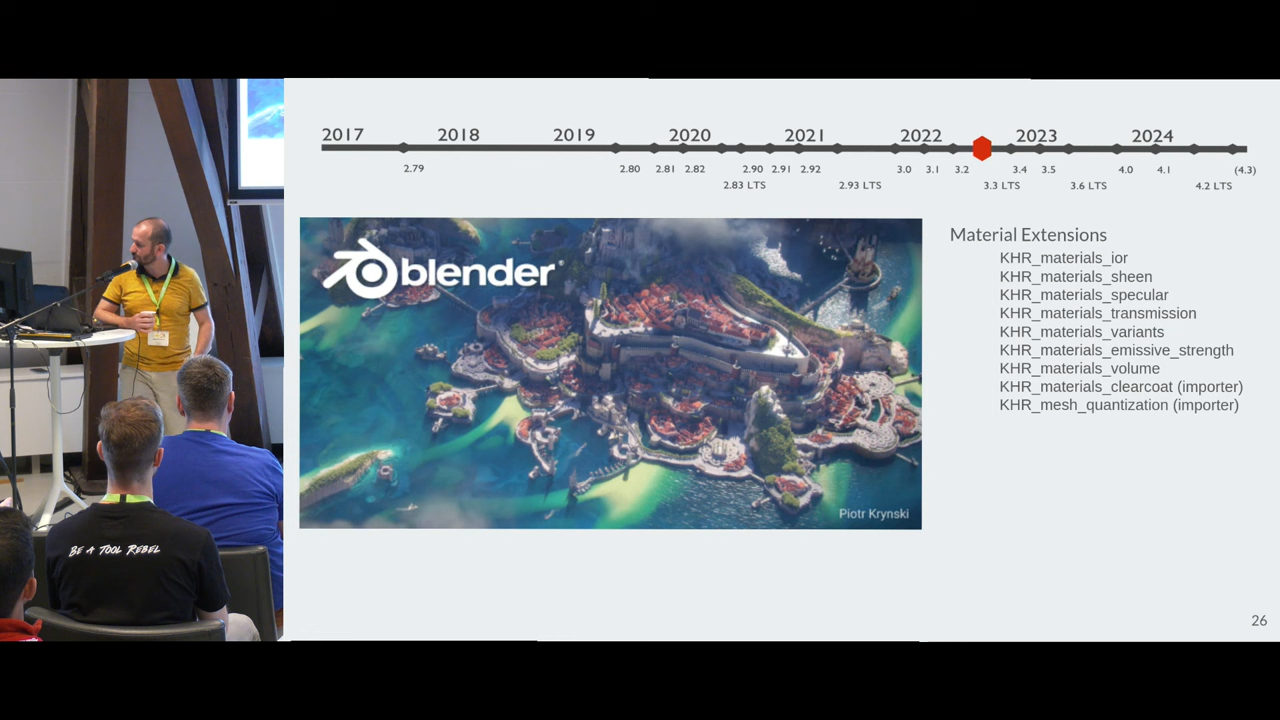 2017 2018 2019 2020 2021 2022 2023 2024
2.79 2.80 2.81 2.82 2.90 2.91 2.92 3.0 3.1 3.2 3.4 3.5 4.0 4.1 (4.3)
2.83 LTS 2.93 LTS 3.3 LTS 3.6 LTS 4.2 LTS
blender
Piotr Krynski
Material Extensions
KHR_materials_ior
KHR_materials_sheen
KHR_materials_specular
KHR_materials_transmission
KHR_materials_variants
KHR_materials_emissive_strength
KHR_materials_volume
KHR_materials_clearcoat (importer)
KHR_mesh_quantization (importer)
BE A TOOL REBEL
26